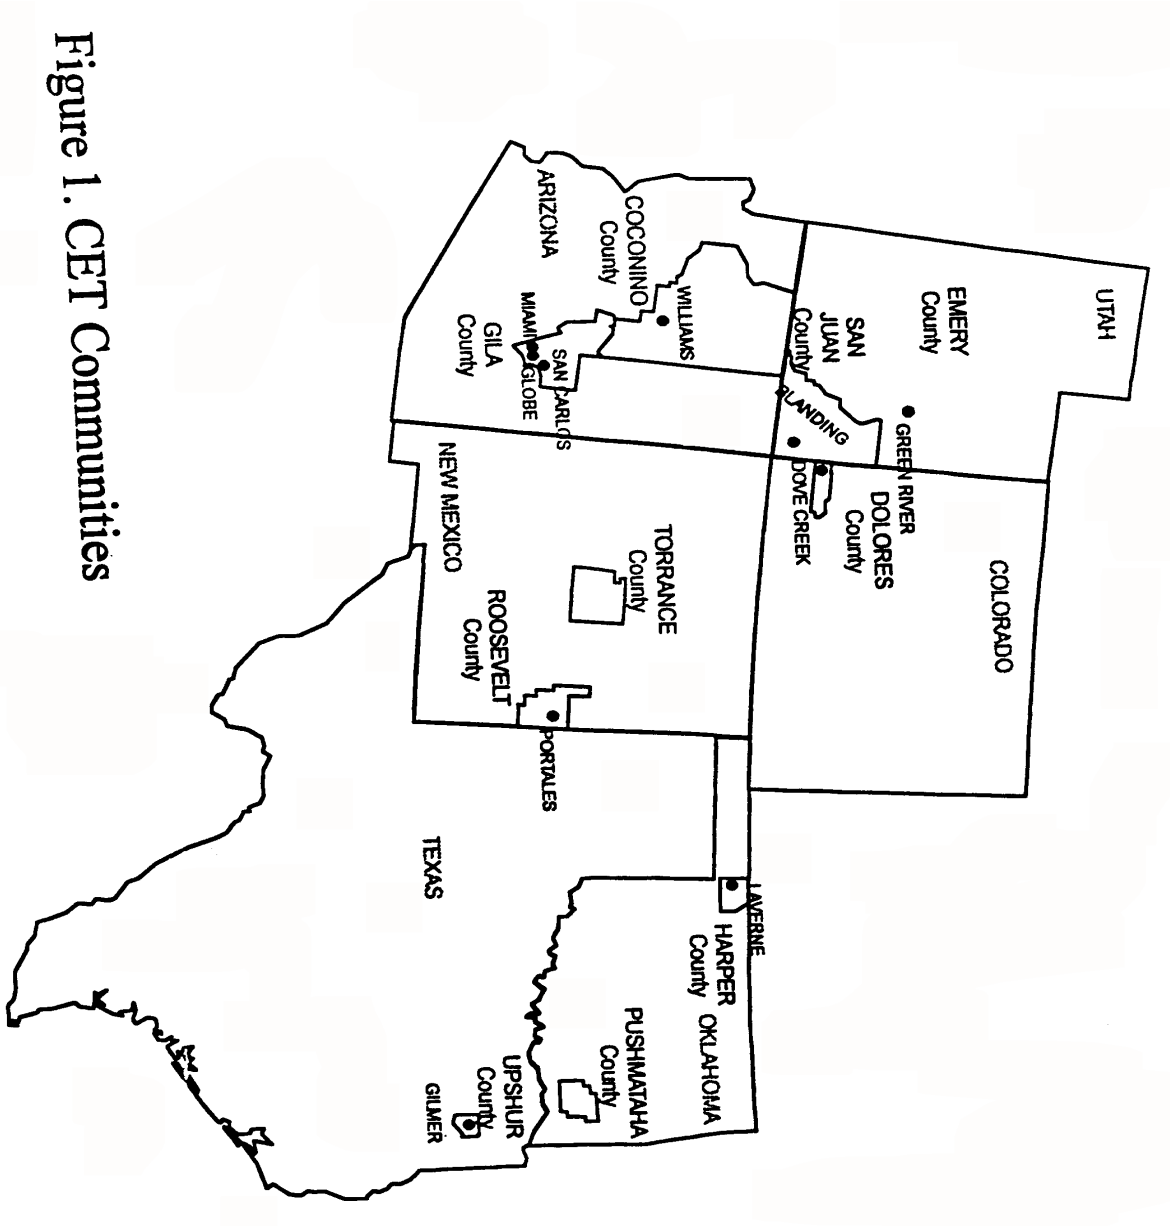 UTAH
EMERY
County
SAN
JUAN
County
GREEN RIVER
BLANDING
COLORADO
DOLORES
County
DOVE CREEK
WILLIAMS
COCONINO
County
ARIZONA
SAN CARLOS
MIAMI
GLOBE
GILA
County
TORRANCE
County
ROOSEVELT
County
NEW MEXICO
PORTALES
LAVERNE
HARPER
County
OKLAHOMA
PUSHMATAHA
County
TEXAS
UPSHUR
County
GILMER
Figure 1. CET Communities